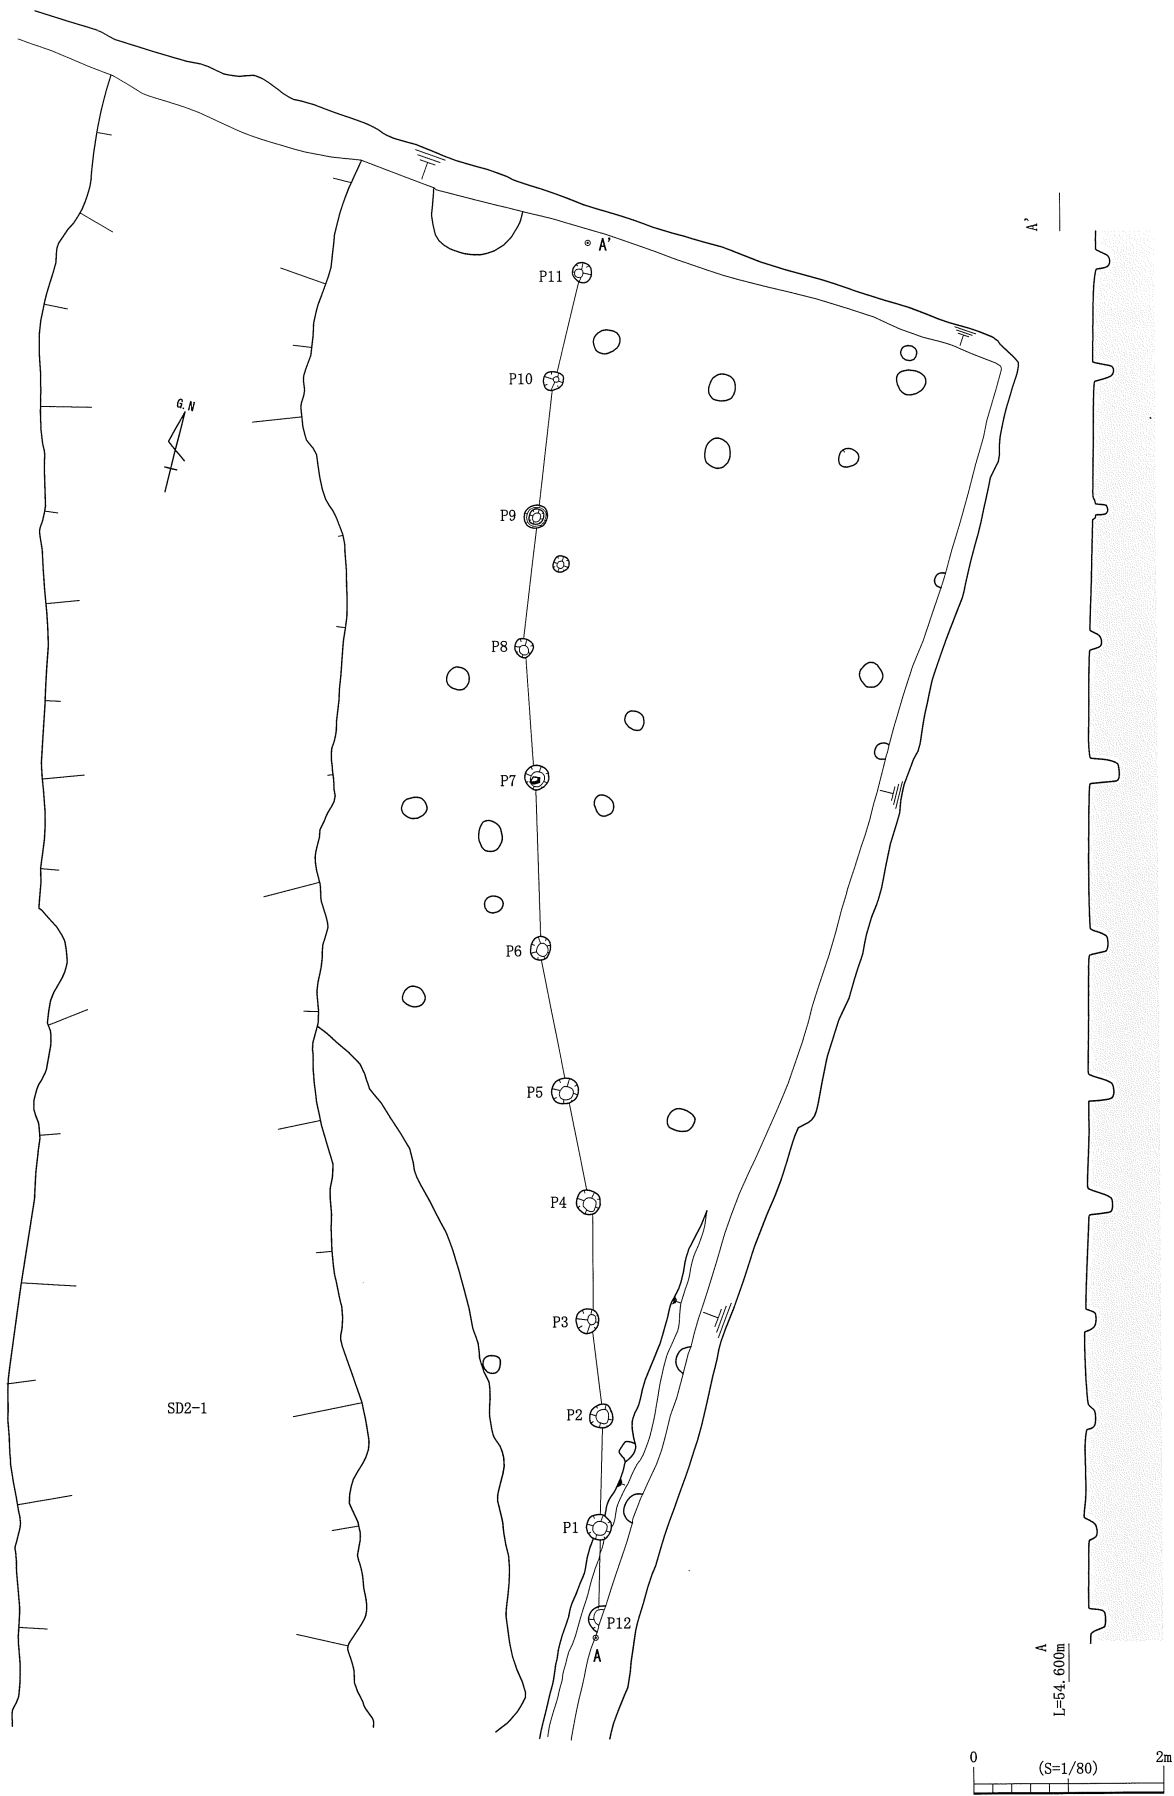 A'
A'
P11
P10
G.N
P9
P8
P7
P6
P5
P4
P3
P2
SD2-1
P1
P12
A
A
L=54.600m
0
2m
(S=1/80)